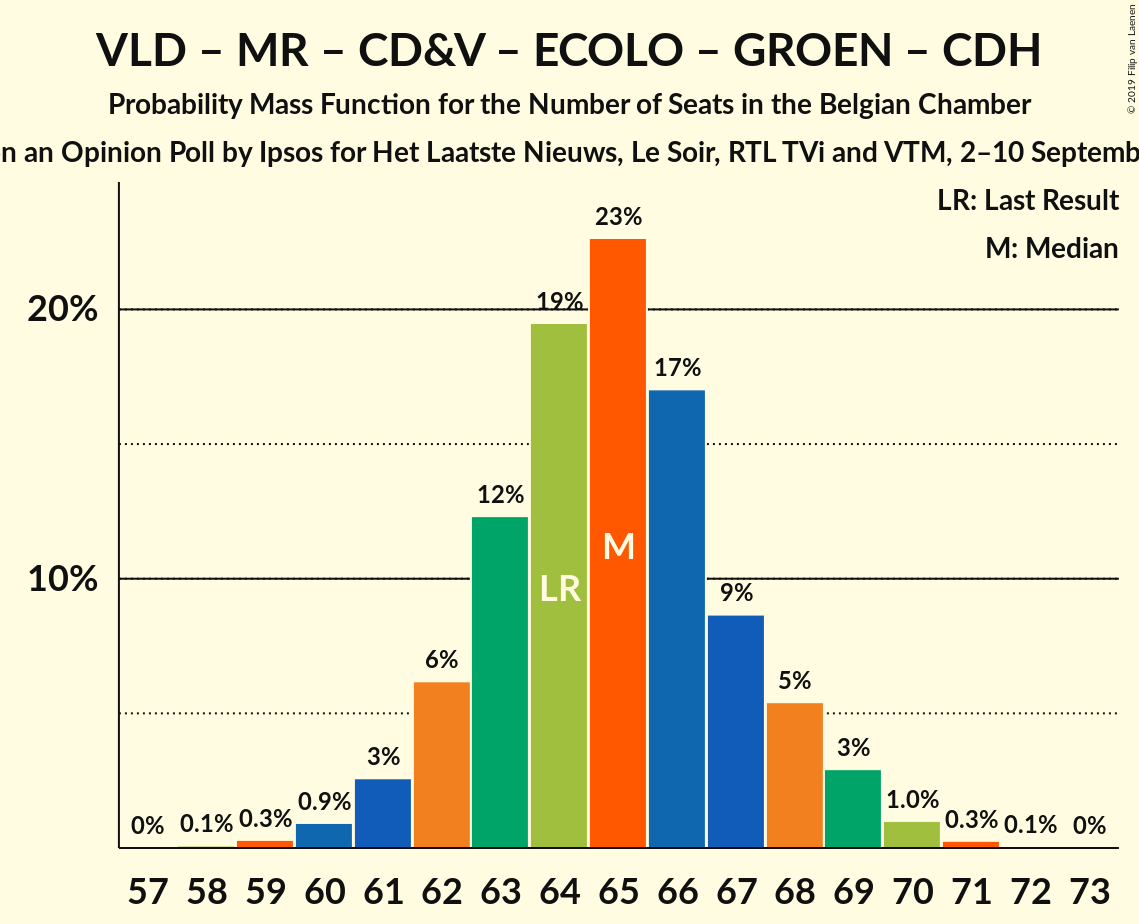 VLD – MR – CD&V – ECOLO – GROEN – CDH
Probability Mass Function for the Number of Seats in the Belgian Chamber
n an Opinion Poll by Ipsos for Het Laatste Nieuws, Le Soir, RTL TVi and VTM, 2–10 Septemb
© 2019 Filip van Laenen
LR: Last Result
M: Median
20%
10%
0% 0.1% 0.3% 0.9% 3% 6% 12% 19% 23% 17% 9% 5% 3% 1.0% 0.3% 0.1% 0%
LR
M
57 58 59 60 61 62 63 64 65 66 67 68 69 70 71 72 73